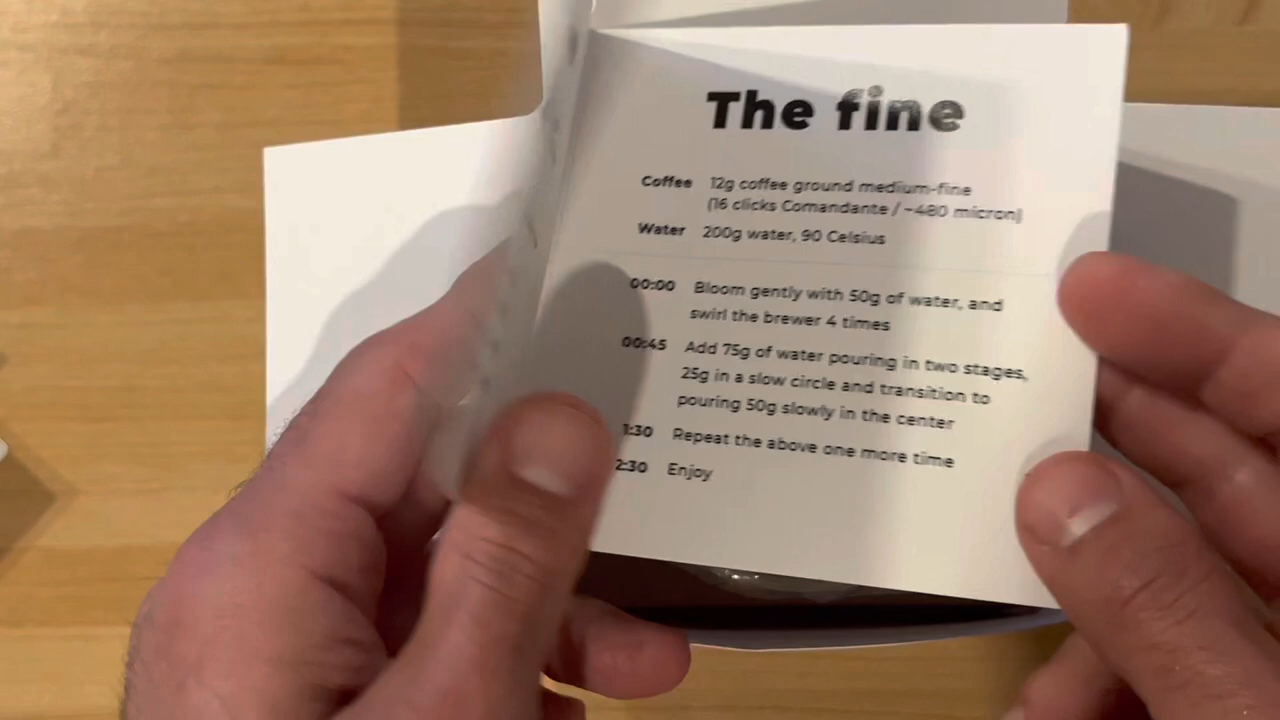 The fine
Coffee 12g coffee ground medium-fine
(16 clicks Comandante / ~480 micron)
Water 200g water, 90 Celsius
00:00 Bloom gently with 50g of water, and
swirl the brewer 4 times
00:45 Add 75g of water pouring in two stages,
25g in a slow circle and transition to
pouring 50g slowly in the center
1:30 Repeat the above one more time
2:30 Enjoy